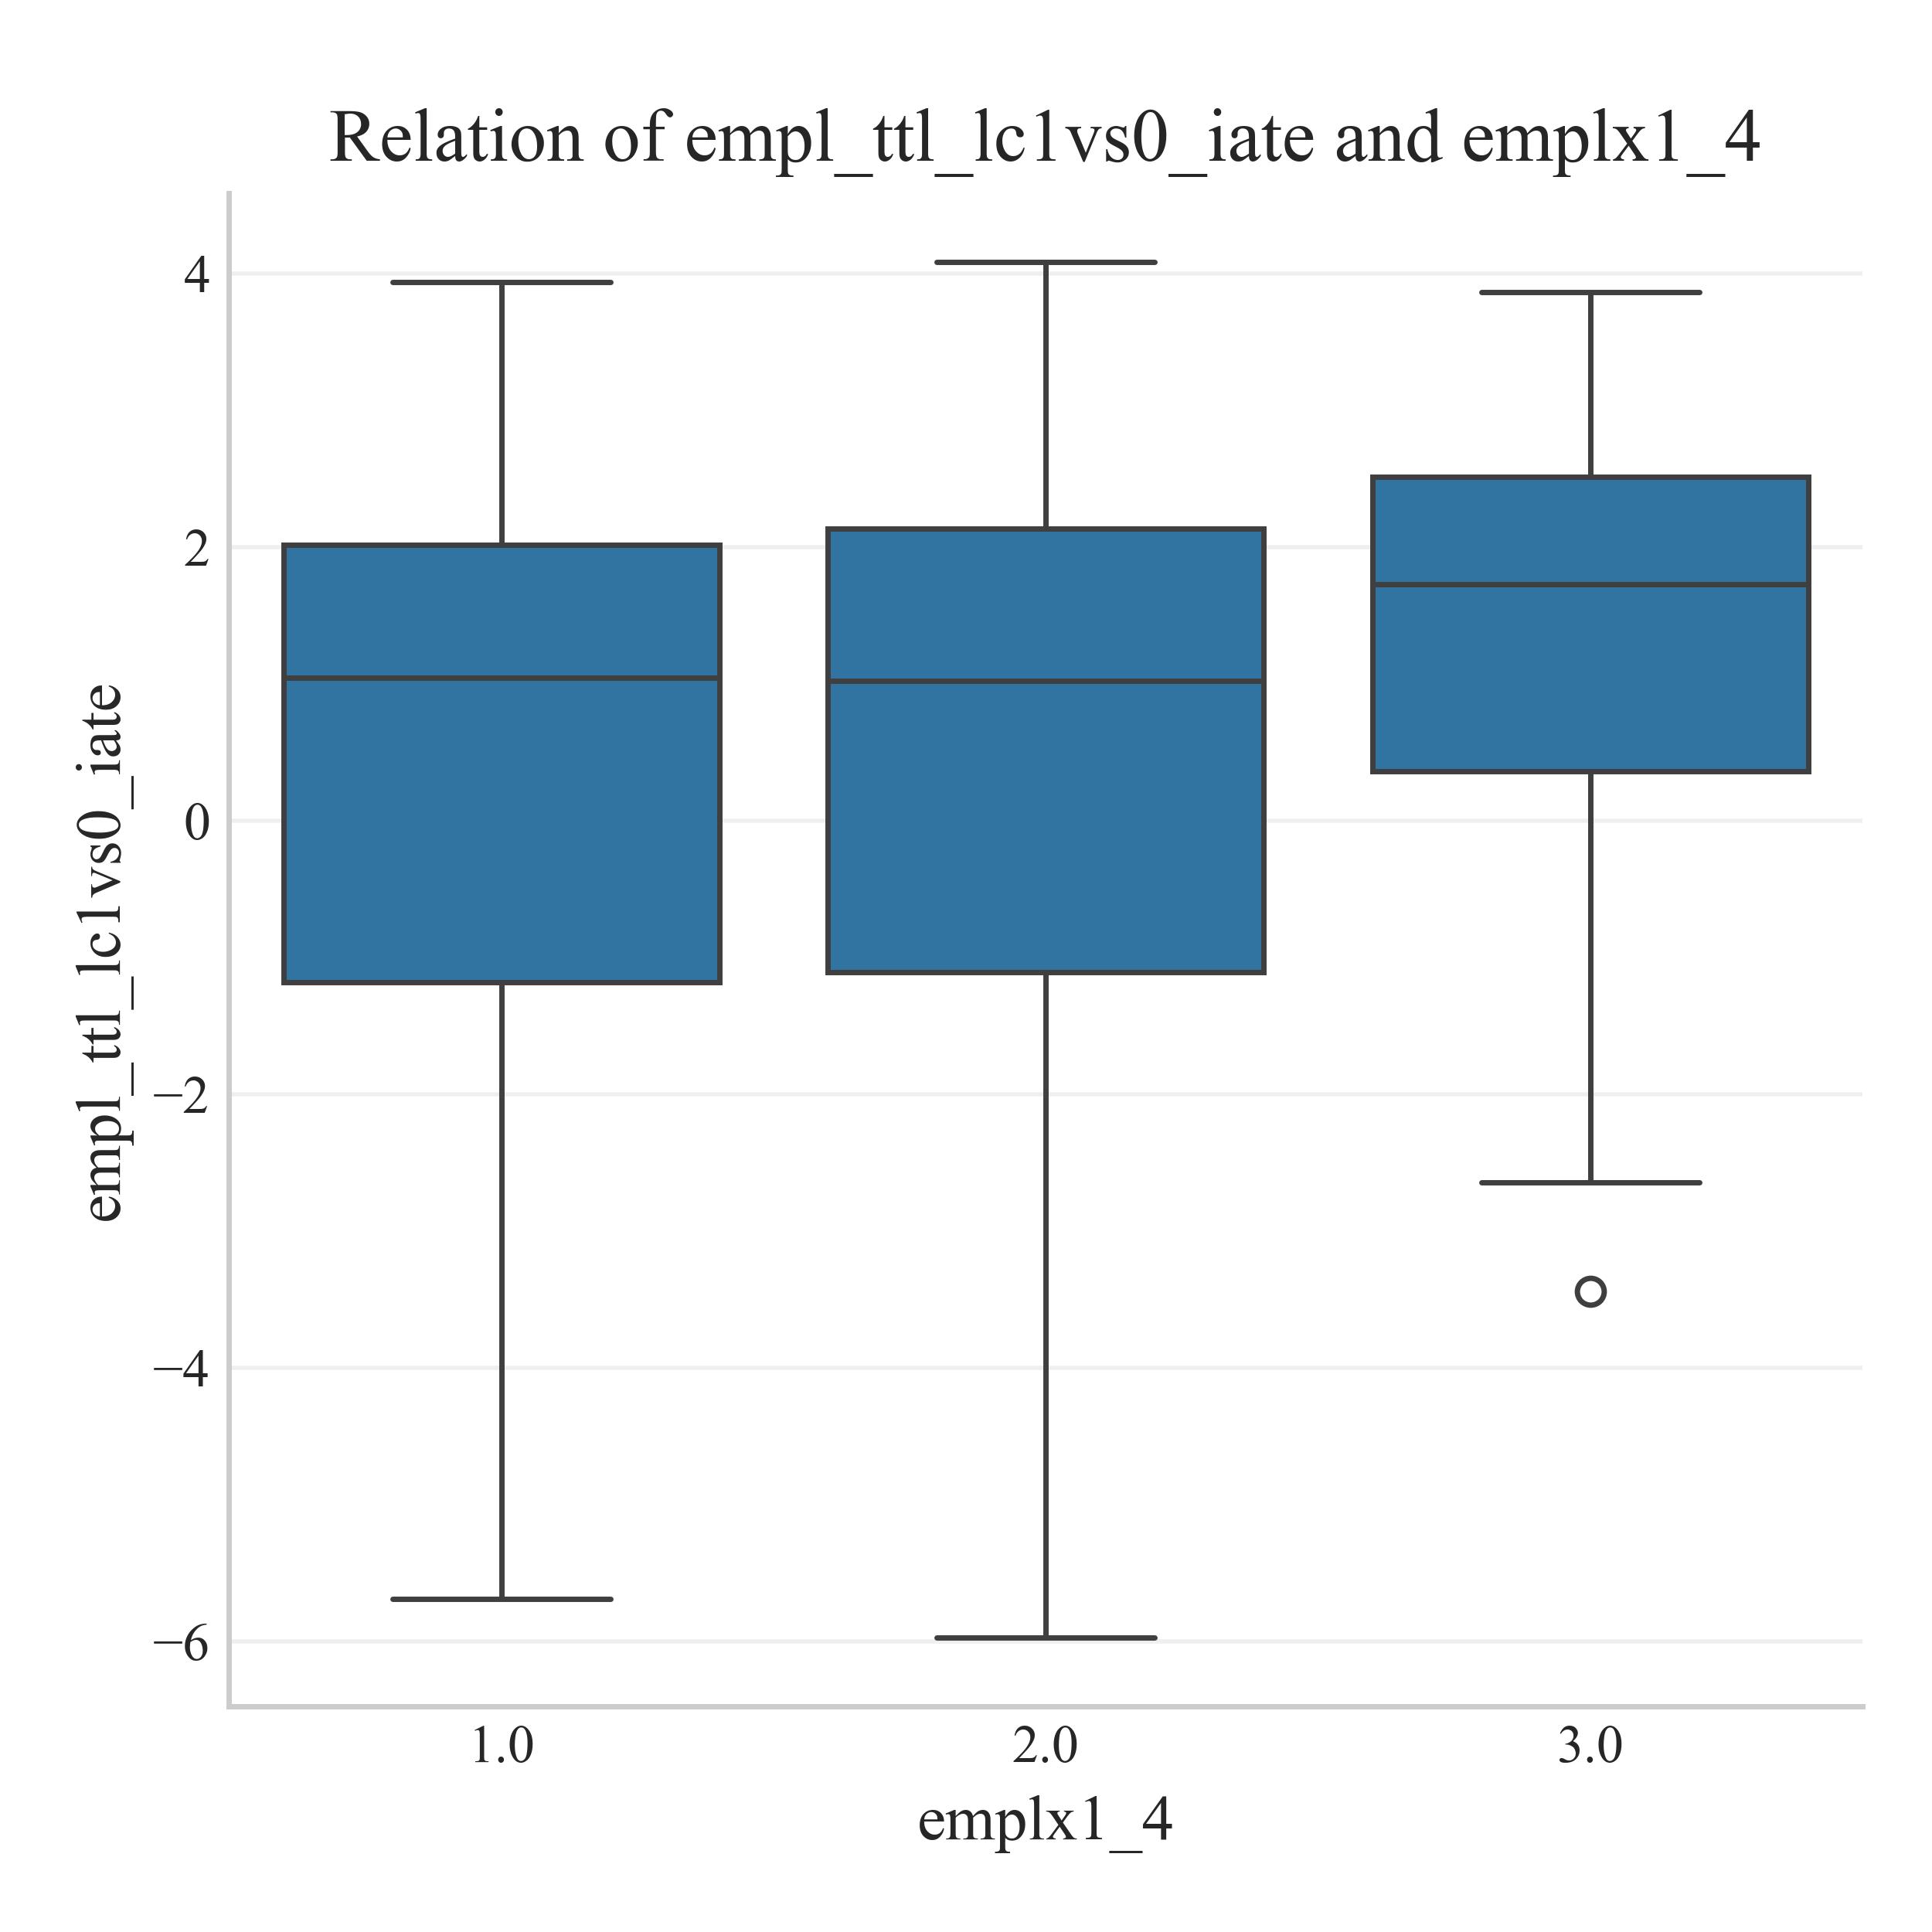 Relation of empl_ttl_lc1vs0_iate and emplx1_4
empl_ttl_lc1vs0_iate
4
2
0
−2
−4
−6
1.0 2.0 3.0
emplx1_4